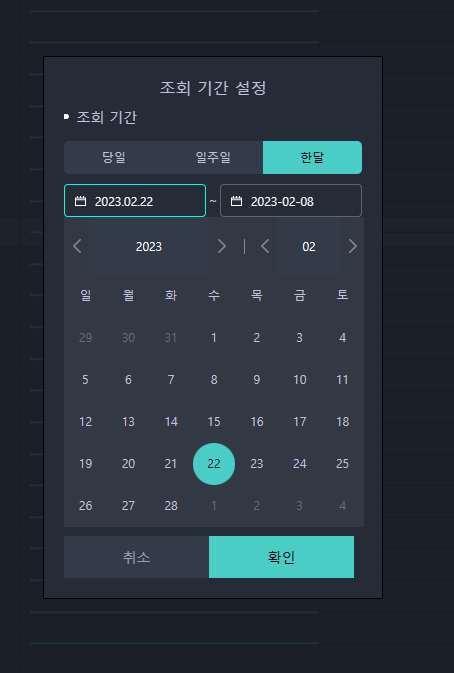 조회 기간 설정
조회 기간
당일 일주일 한달
2023.02.22 ~ 2023-02-08
2023 | 02
일 월 화 수 목 금 토
29 30 31 1 2 3 4
5 6 7 8 9 10 11
12 13 14 15 16 17 18
19 20 21 22 23 24 25
26 27 28 1 2 3 4
취소 확인